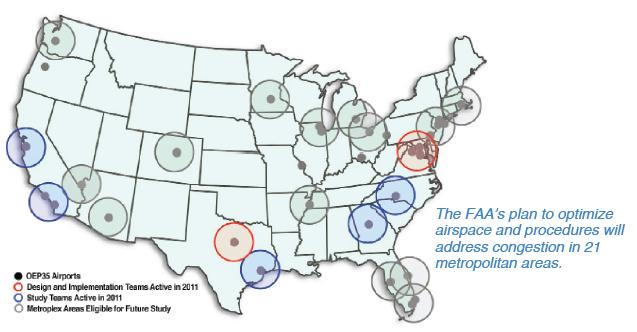 The FAA's plan to optimize
airspace and procedures will
address congestion in 21
metropolitan areas.
OEP35 Airports
Design and Implementation Teams Active in 2011
Study Teams Active in 2011
Metroplex Areas Eligible for Future Study